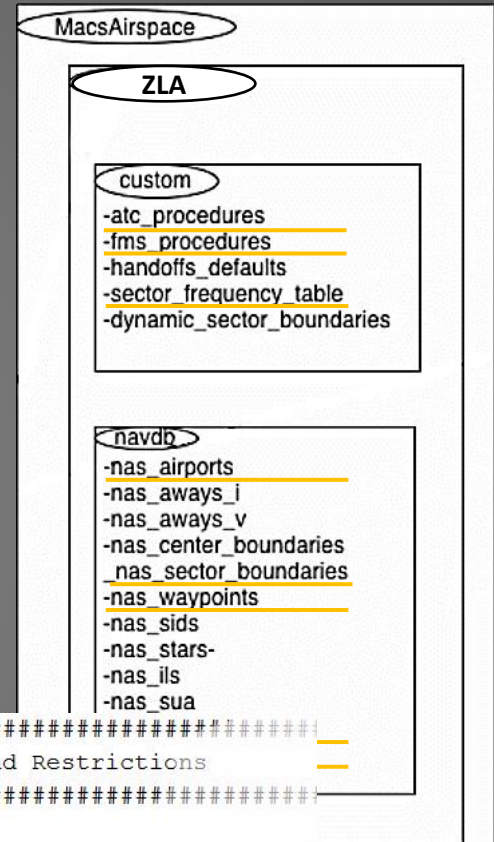 MacsAirspace
ZLA
custom
-atc_procedures
-fms_procedures
-handoffs_defaults
-sector_frequency_table
-dynamic_sector_boundaries
navdb
-nas_airports
-nas_aways_i
-nas_aways_v
-nas_center_boundaries
_nas_sector_boundaries
-nas_waypoints
-nas_sids
-nas_stars-
-nas_ils
-nas_sua
######################
d Restrictions
######################